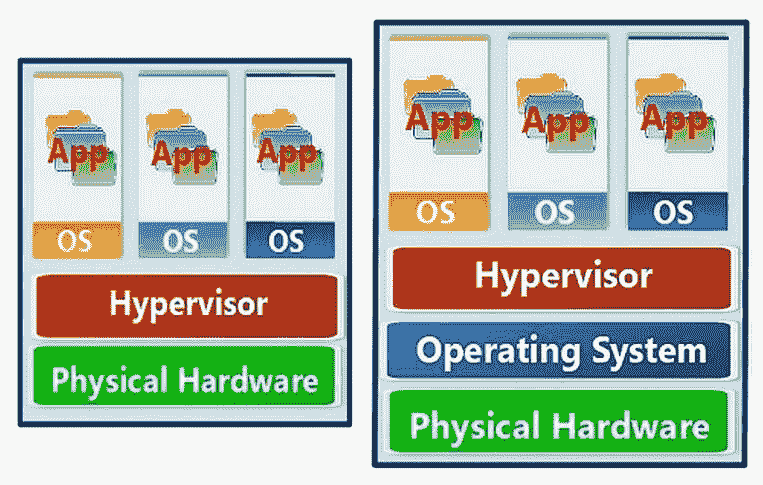 App App App
OS OS OS
Hypervisor
Physical Hardware
App App App
OS OS OS
Hypervisor
Operating System
Physical Hardware